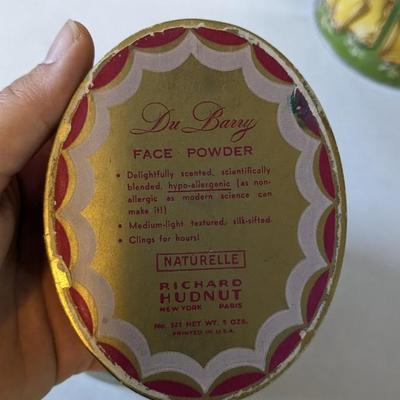 Du Barry
FACE · POWDER
• Delightfully scented, scientifically
blended, hypo-allergenic (as non-
allergic as modern science can
make it!)
• Medium-light textured, silk-sifted.
• Clings for hours!
NATURELLE
RICHARD
HUDNUT
NEW YORK PARIS
No. 521 NET WT. 5 OZS.
PRINTED IN U.S.A.